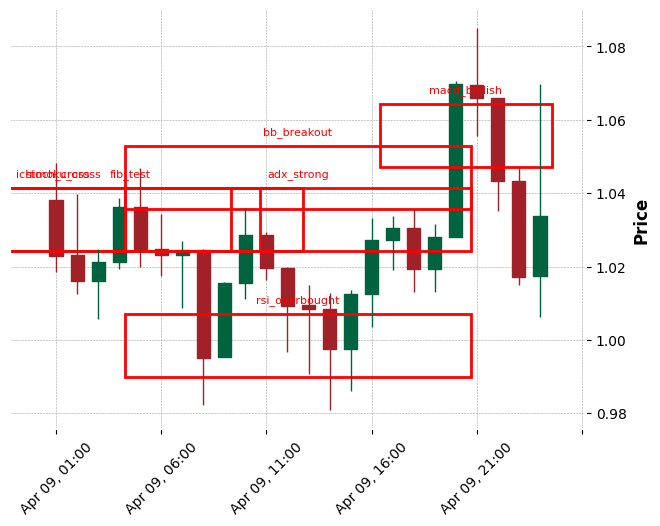 1.08
macd_bullish
1.06
bb_breakout
ichimoku_cross
stoch_cross
fib_test
adx_strong
1.04
Price
1.02
rsi_overbought
1.00
0.98
Apr 09, 01:00
Apr 09, 06:00
Apr 09, 11:00
Apr 09, 16:00
Apr 09, 21:00